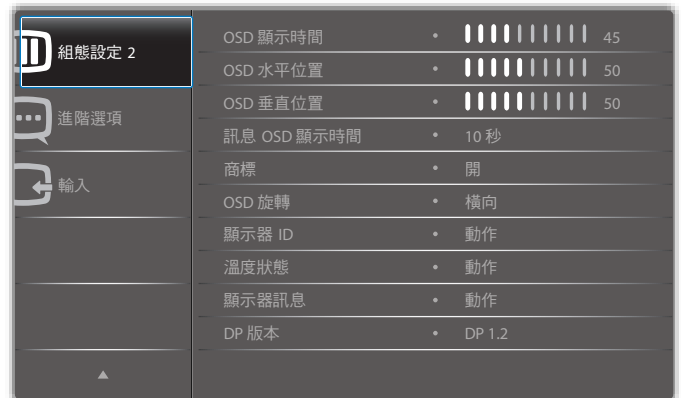 組態設定 2
進階選項
輸入
OSD 顯示時間 • 45
OSD 水平位置 • 50
OSD 垂直位置 • 50
訊息 OSD 顯示時間 • 10 秒
商標 • 開
OSD 旋轉 • 橫向
顯示器 ID • 動作
溫度狀態 • 動作
顯示器訊息 • 動作
DP 版本 • DP 1.2